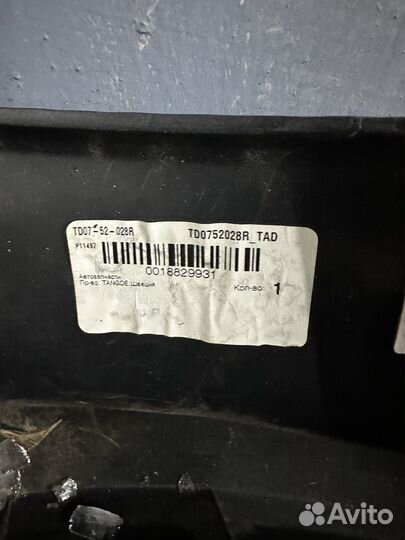 TD07-52-028R
TD0752028R_TAD
P11497
0018829931
Автозапчасти
Пр-во: TANGDE Швеция
Кол-во: 1
Avito